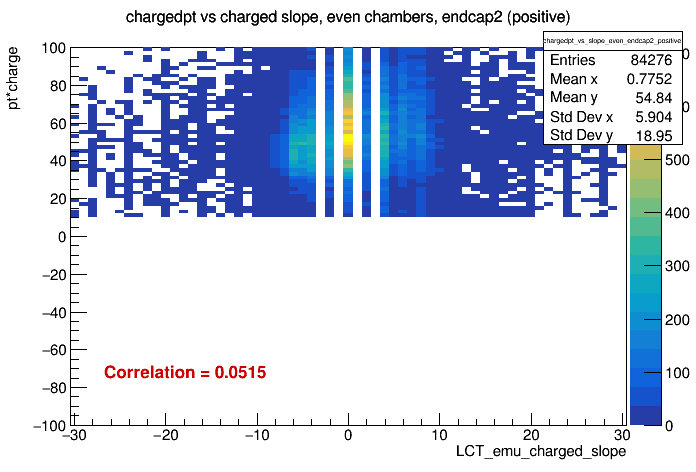 chargedpt vs charged slope, even chambers, endcap2 (positive)
chargedpt_vs_slope_even_endcap2_positive
Entries 84276
Mean x 0.7752
Mean y 54.84
Std Dev x 5.904
Std Dev y 18.95
pt*charge
100
80
60
40
20
0
−20
−40
−60
−80
−100
Correlation = 0.0515
−30
−20
−10
0
10
20
30
LCT_emu_charged_slope
500
400
300
200
100
0